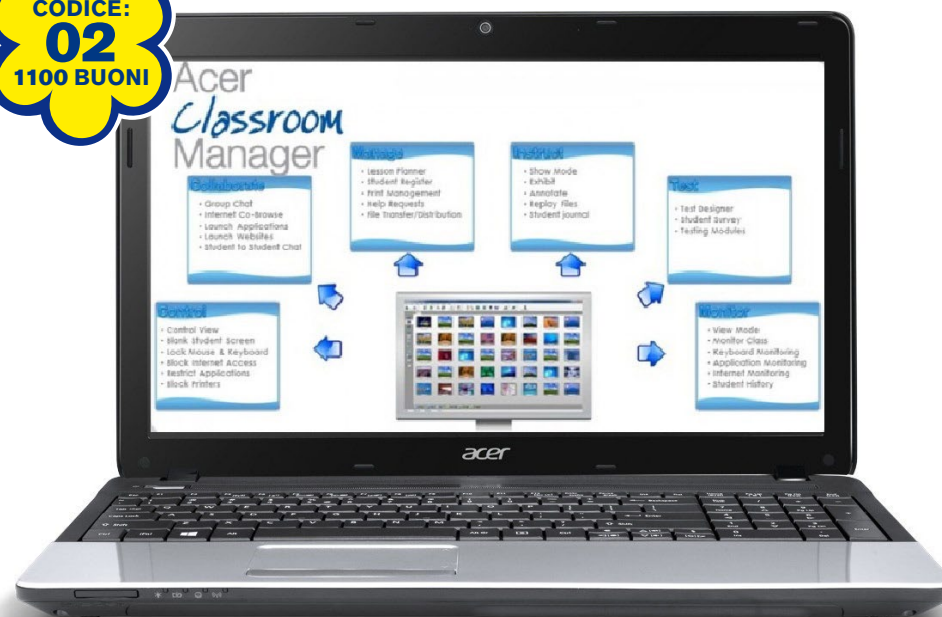 CODICE:
02
1100 BUONI
Acer
Classroom
Manager
Collaborate
· Group Chat
· Internet Co-Browse
· Launch Applications
· Launch Websites
· Student to Student Chat
Manage
· Lesson Planner
· Student Register
· Print Management
· Help Requests
· File Transfer/Distribution
Instruct
· Show Mode
· Exhibit
· Annotate
· Replay Files
· Student Journal
Test
· Test Designer
· Student Survey
· Testing Modules
Control
· Control View
· Blank Student Screen
· Lock Mouse & Keyboard
· Block Internet Access
· Restrict Applications
· Block Printers
Monitor
· View Mode
· Monitor Class
· Keyboard Monitoring
· Application Monitoring
· Internet Monitoring
· Student History
acer